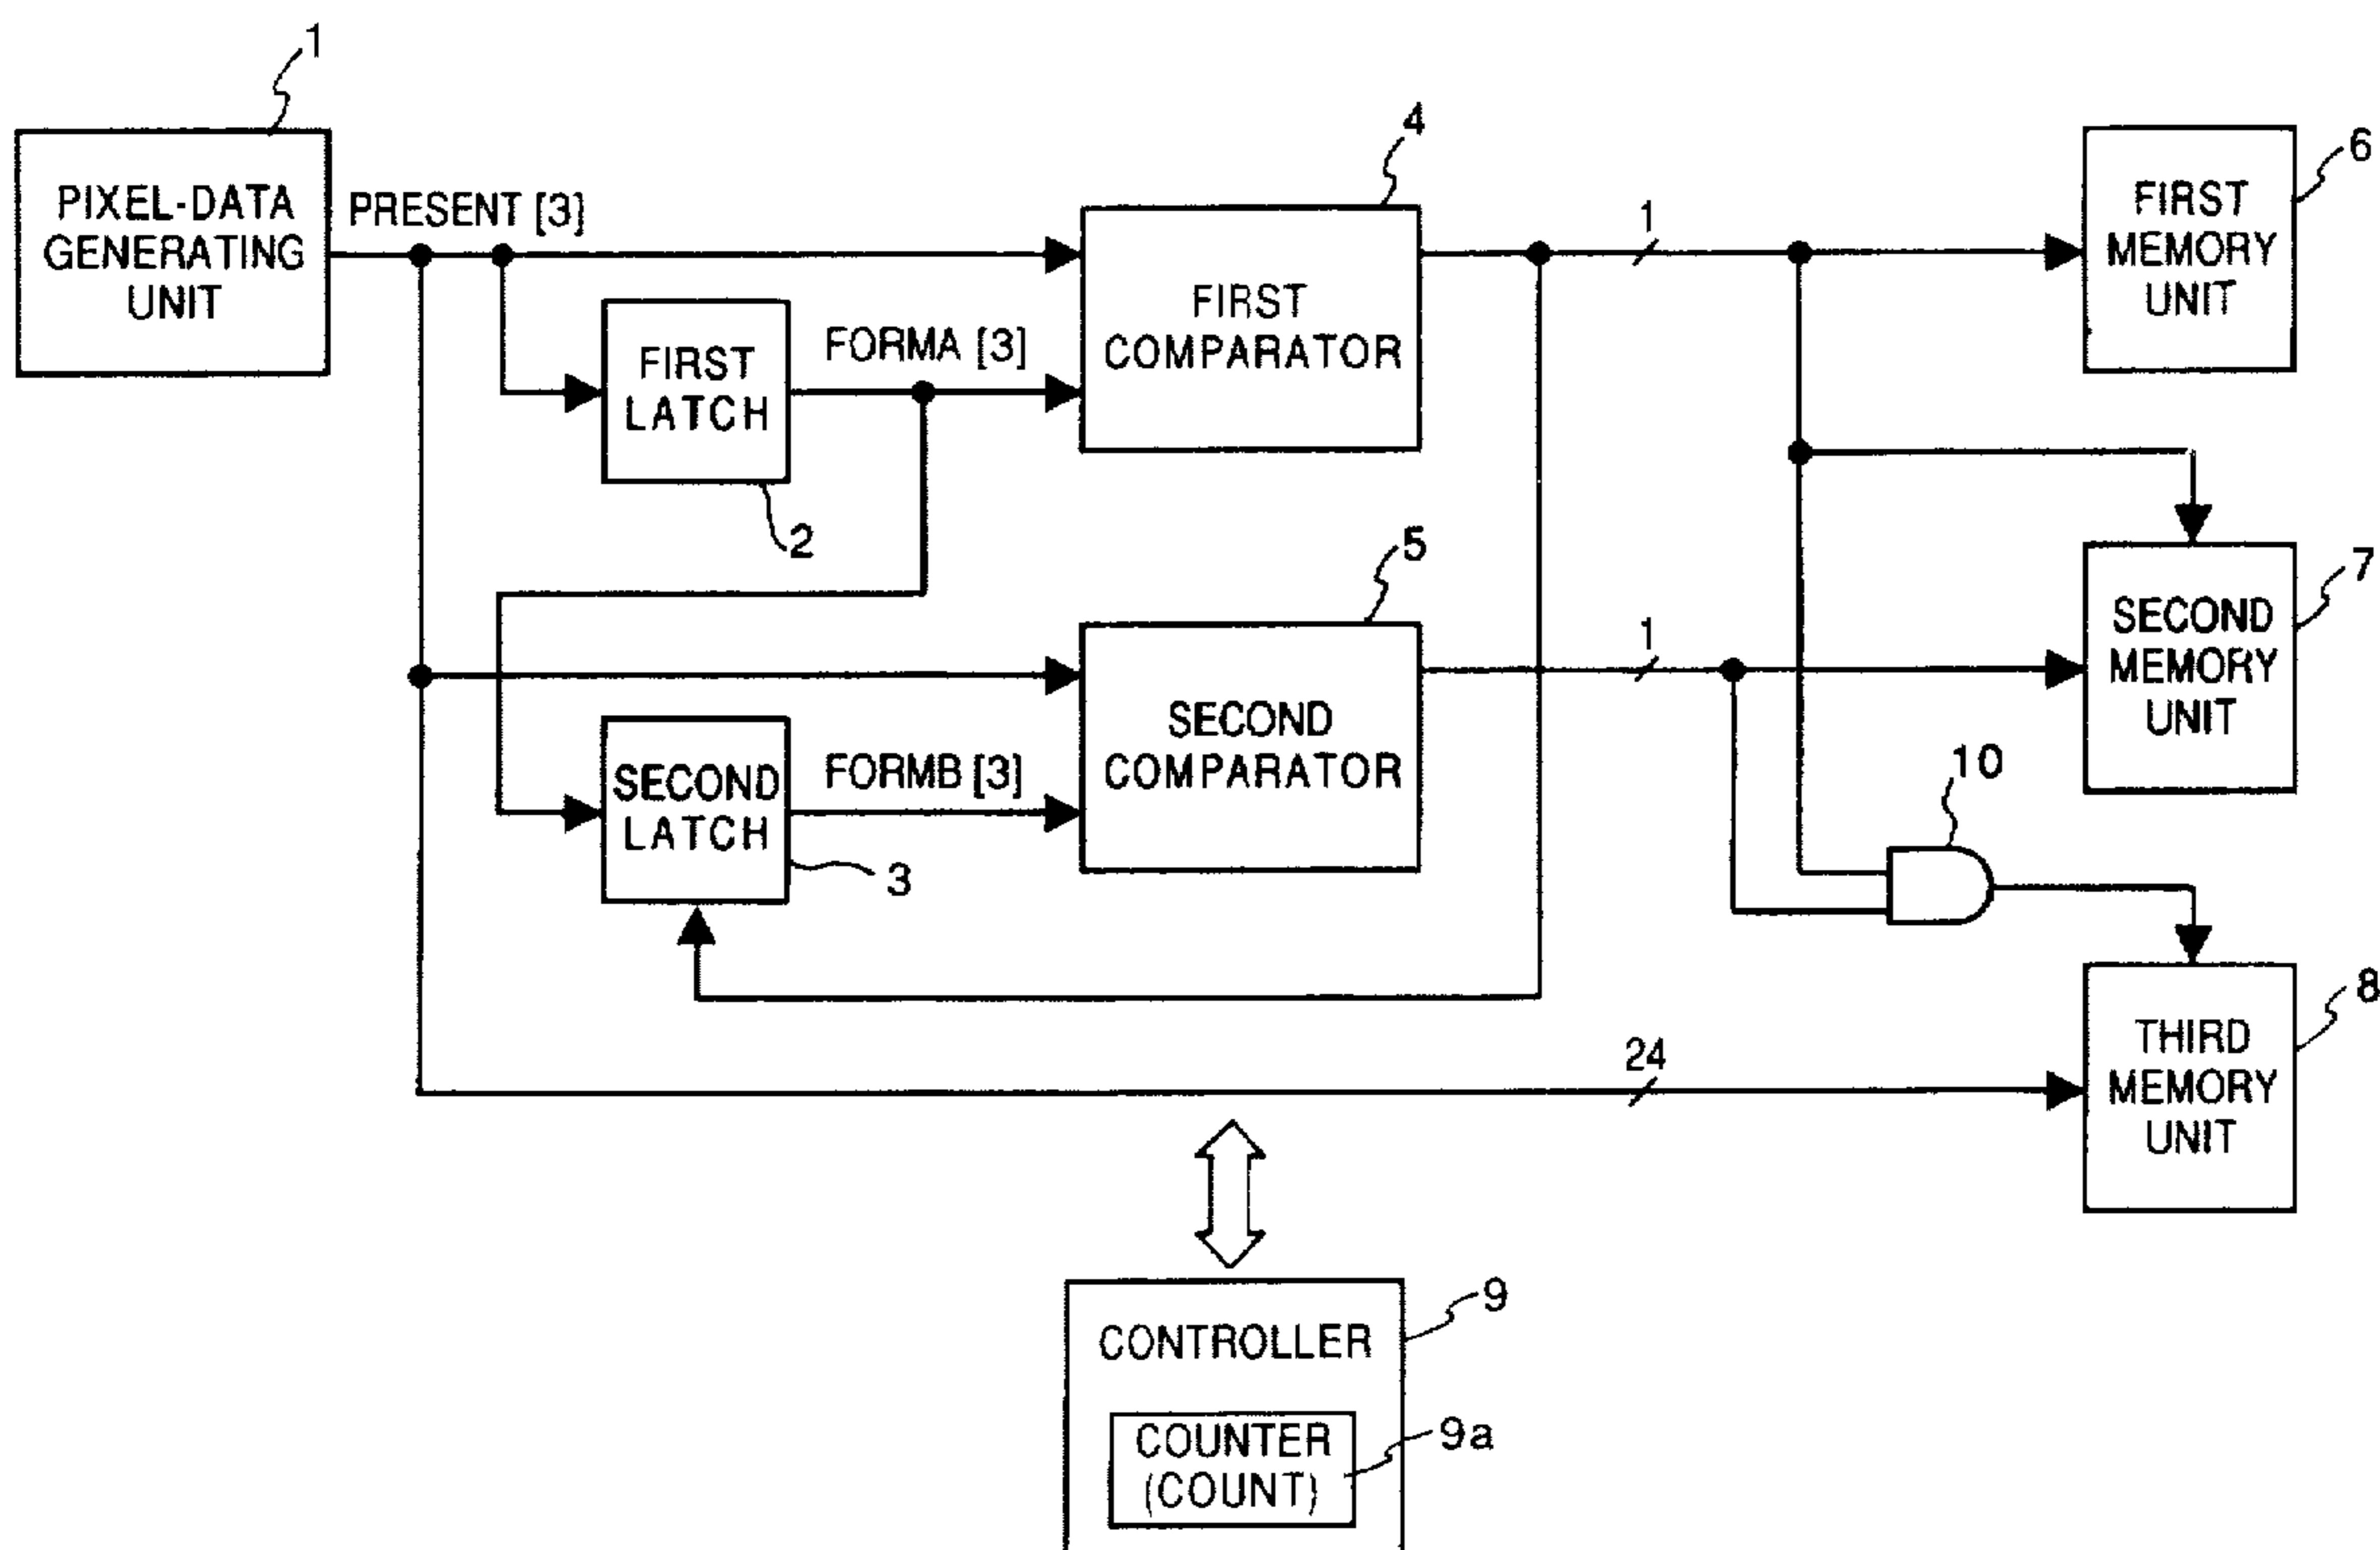 1
PIXEL-DATA
GENERATING
UNIT
PRESENT [3]
FIRST
LATCH
2
FORMA [3]
4
FIRST
COMPARATOR
1
6
FIRST
MEMORY
UNIT
5
SECOND
COMPARATOR
1
7
SECOND
MEMORY
UNIT
SECOND
LATCH
3
FORMB [3]
10
24
8
THIRD
MEMORY
UNIT
9
CONTROLLER
9a
COUNTER
(COUNT)